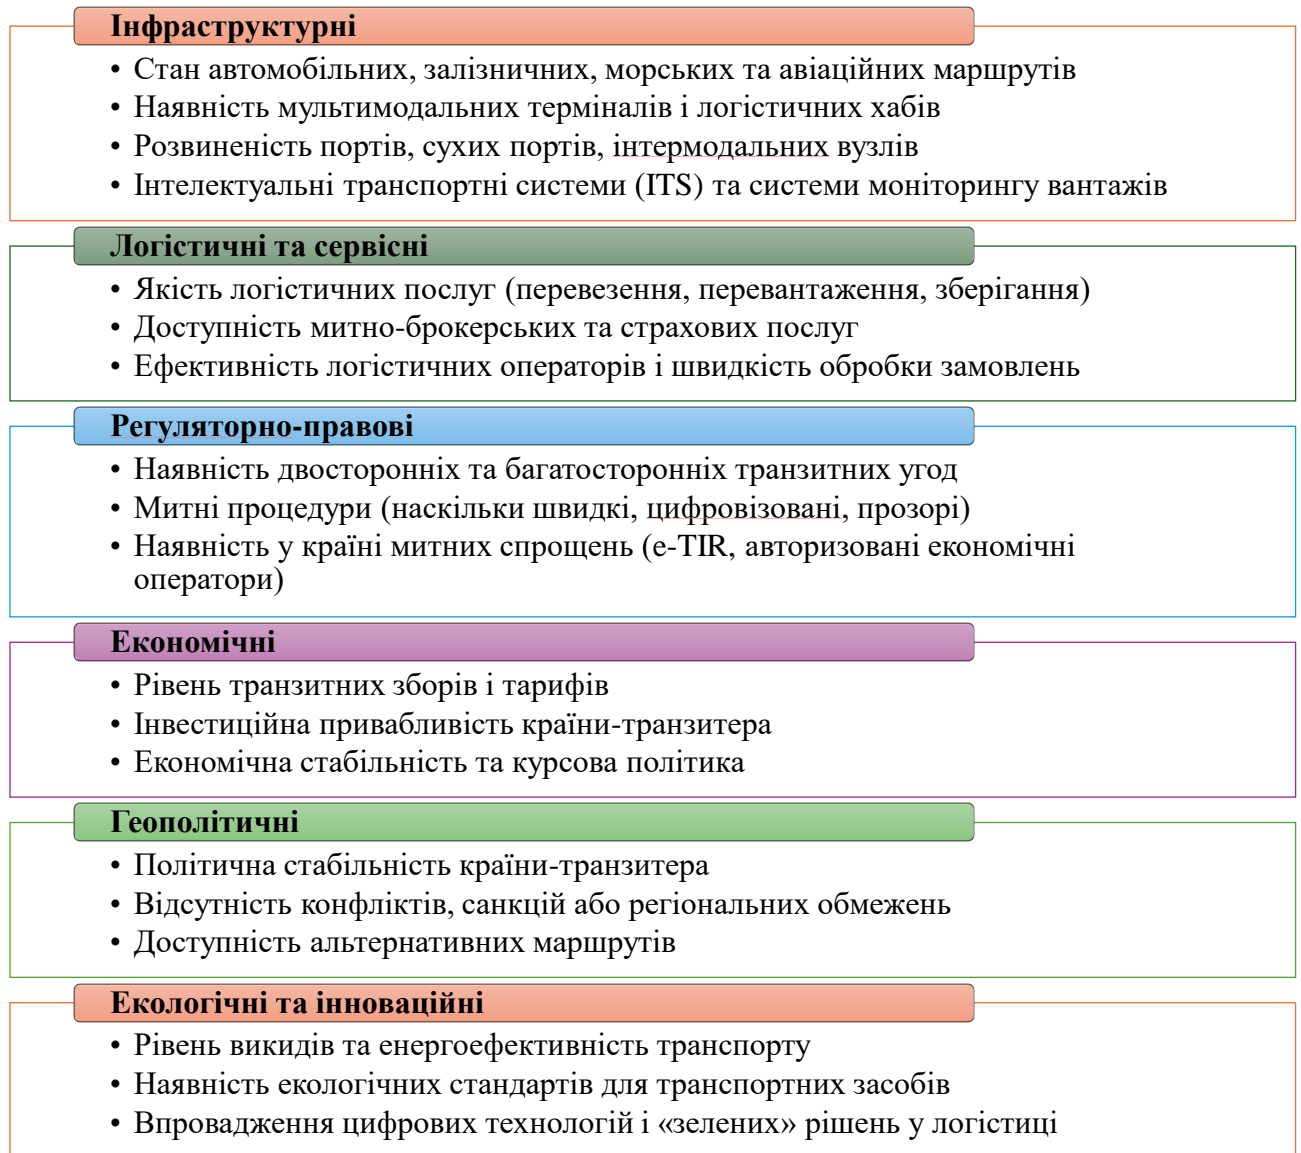 Інфраструктурні
• Стан автомобільних, залізничних, морських та авіаційних маршрутів
• Наявність мультимодальних терміналів і логістичних хабів
• Розвиненість портів, сухих портів, інтермодальних вузлів
• Інтелектуальні транспортні системи (ITS) та системи моніторингу вантажів
Логістичні та сервісні
• Якість логістичних послуг (перевезення, перевантаження, зберігання)
• Доступність митно-брокерських та страхових послуг
• Ефективність логістичних операторів і швидкість обробки замовлень
Регуляторно-правові
• Наявність двосторонніх та багатосторонніх транзитних угод
• Митні процедури (наскільки швидкі, цифровізовані, прозорі)
• Наявність у країні митних спрощень (e-TIR, авторизовані економічні
оператори)
Економічні
• Рівень транзитних зборів і тарифів
• Інвестиційна привабливість країни-транзитера
• Економічна стабільність та курсова політика
Геополітичні
• Політична стабільність країни-транзитера
• Відсутність конфліктів, санкцій або регіональних обмежень
• Доступність альтернативних маршрутів
Екологічні та інноваційні
• Рівень викидів та енергоефективність транспорту
• Наявність екологічних стандартів для транспортних засобів
• Впровадження цифрових технологій і «зелених» рішень у логістиці